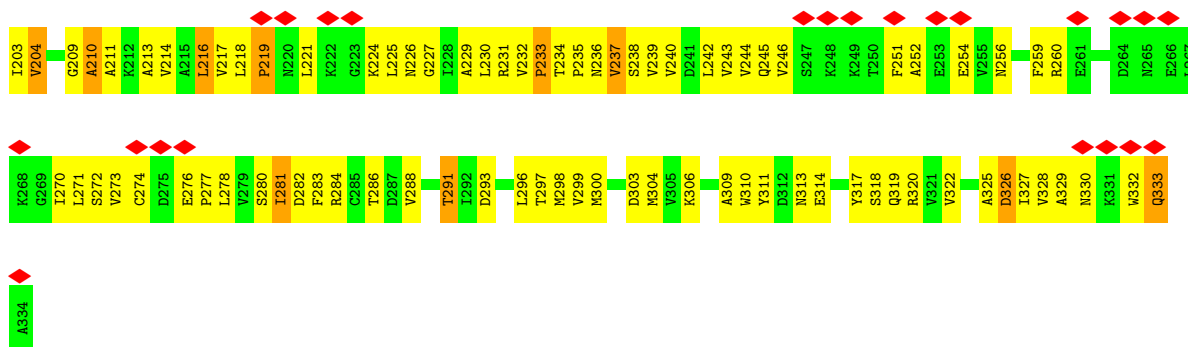 I203 V204 G209 A210 A211 K212 A213 V214 A215 L216 V217 L218 P219 N220 L221 K222 G223 K224 L225 N226 G227 I228 A229 L230 R231 V232 P233 T234 P235 N236 V237 S238 V239 V240 D241 L242 V243 V244 Q245 V246 S247 K248 K249 T250 F251 A252 E253 E254 V255 N256 F259 R260 E261 D264 N265 E266 L267
K268 G269 I270 L271 S272 V273 C274 D275 E276 P277 L278 V279 S280 I281 D282 F283 R284 C285 T286 D287 V288 T291 I292 D293 L296 T297 M298 V299 M300 D303 M304 V305 K306 A309 W310 Y311 D312 N313 E314 Y317 S318 Q319 R320 V321 V322 A325 D326 I327 V328 A329 N330 K331 W332 Q333
A334